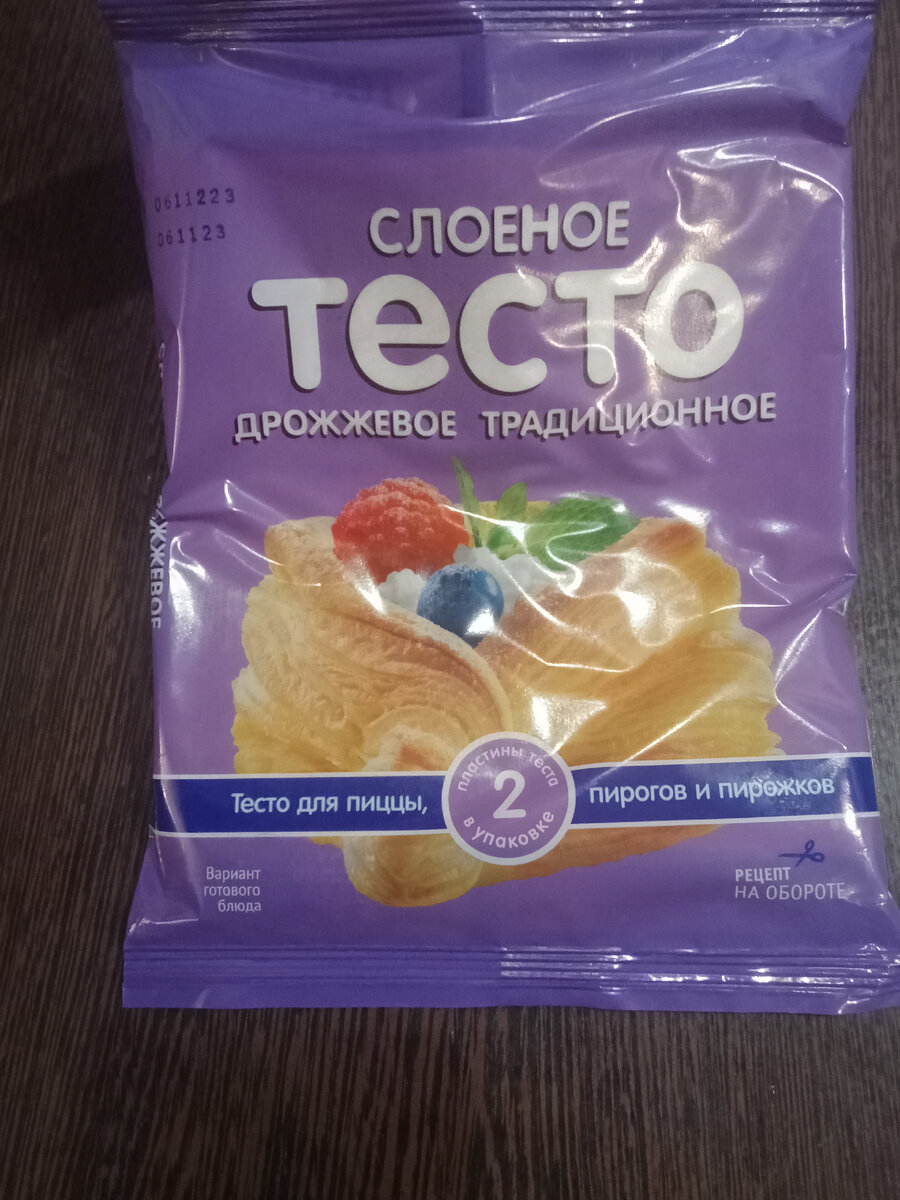 0611223
061123
СЛОЕНОЕ
ТЕСТО
ДРОЖЖЕВОЕ ТРАДИЦИОННОЕ
Тесто для пиццы,
пластины теста
2
в упаковке
пирогов и пирожков
Вариант
готового
блюда
РЕЦЕПТ
НА ОБОРОТЕ